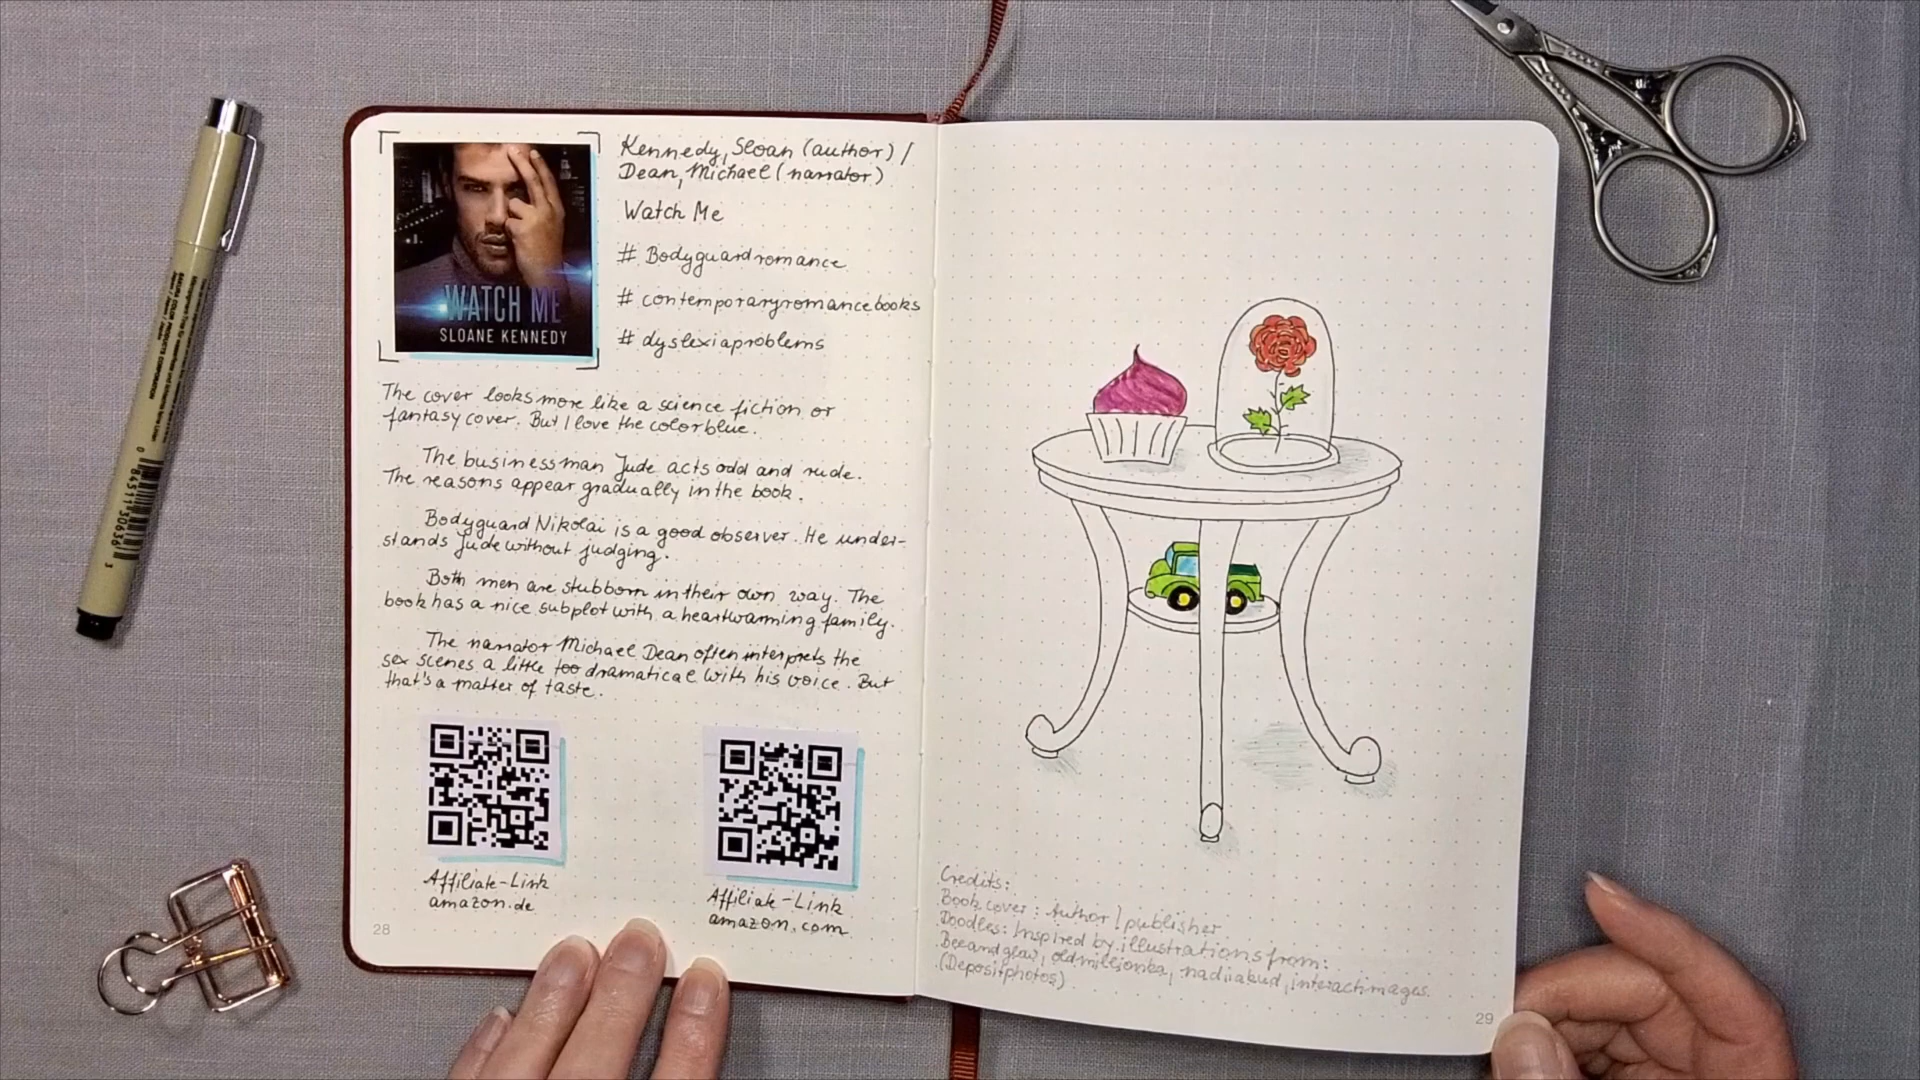 WATCH ME
SLOANE KENNEDY
Kennedy, Sloan (author) /
Dean, Michael (narrator)
Watch Me
# Bodyguardromance
# contemporaryromancebooks
# dyslexiaproblems
The cover looks more like a science fiction or
fantasy cover. But I love the color blue.
The businessman Jude acts odd and rude.
The reasons appear gradually in the book.
Bodyguard Nikolai is a good observer. He under-
stands Jude without judging.
Both men are stubborn in their own way. The
book has a nice subplot with a heartwarming family.
The narrator Michael Dean often interprets the
sex scenes a little too dramatical with his voice. But
that's a matter of taste.
Affiliate-Link
amazon.de
Affiliate-Link
amazon.com
28
Credits:
Book cover: Author / publisher
Doodles: Inspired by illustrations from:
Beeandglow, oldmillionka, nadiiakud, interactimages.
(Depositphotos)
29